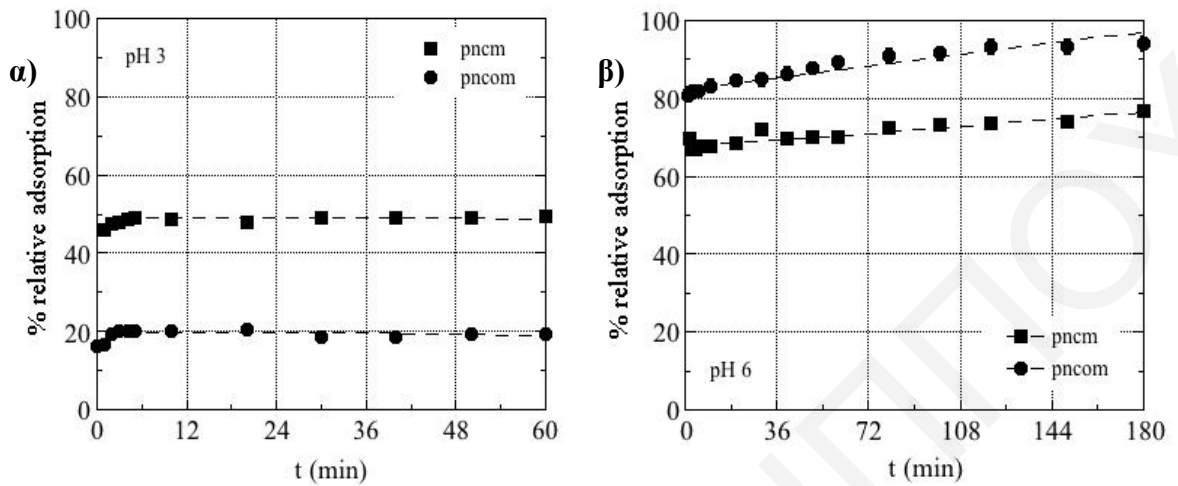 α)
% relative adsorption
100
80
60
40
20
0
pH 3
pncm
pncom
0 12 24 36 48 60
t (min)
β)
% relative adsorption
100
80
60
40
20
0
pncm
pncom
pH 6
0 36 72 108 144 180
t (min)
ΠΠΟΥ